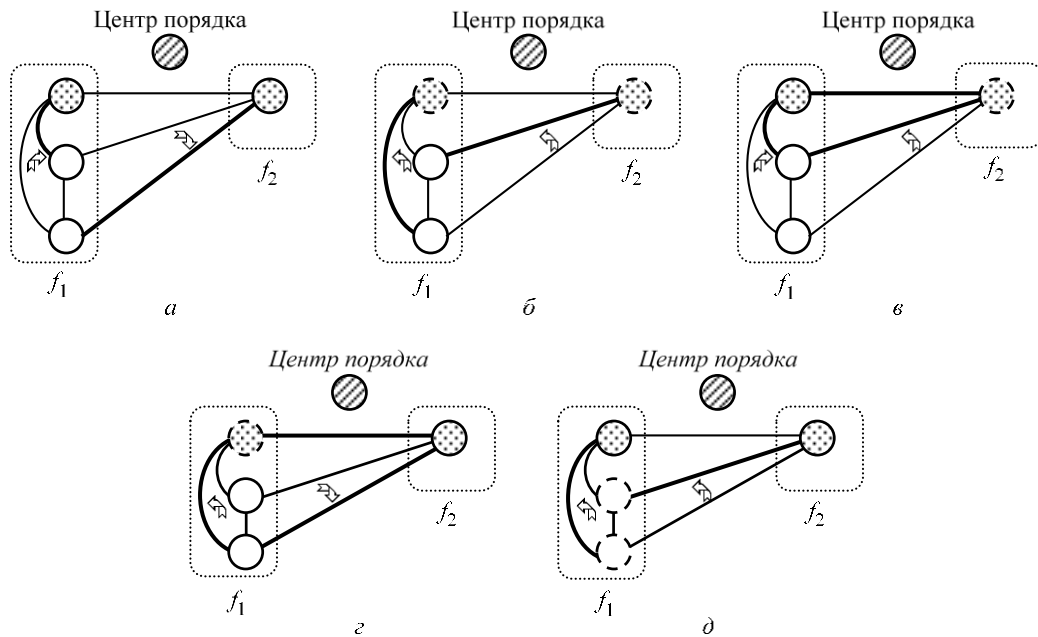 Центр порядка
Центр порядка
Центр порядка
f2
f2
f2
f1
f1
f1
а
б
в
Центр порядка
Центр порядка
f2
f2
f1
f1
г
д